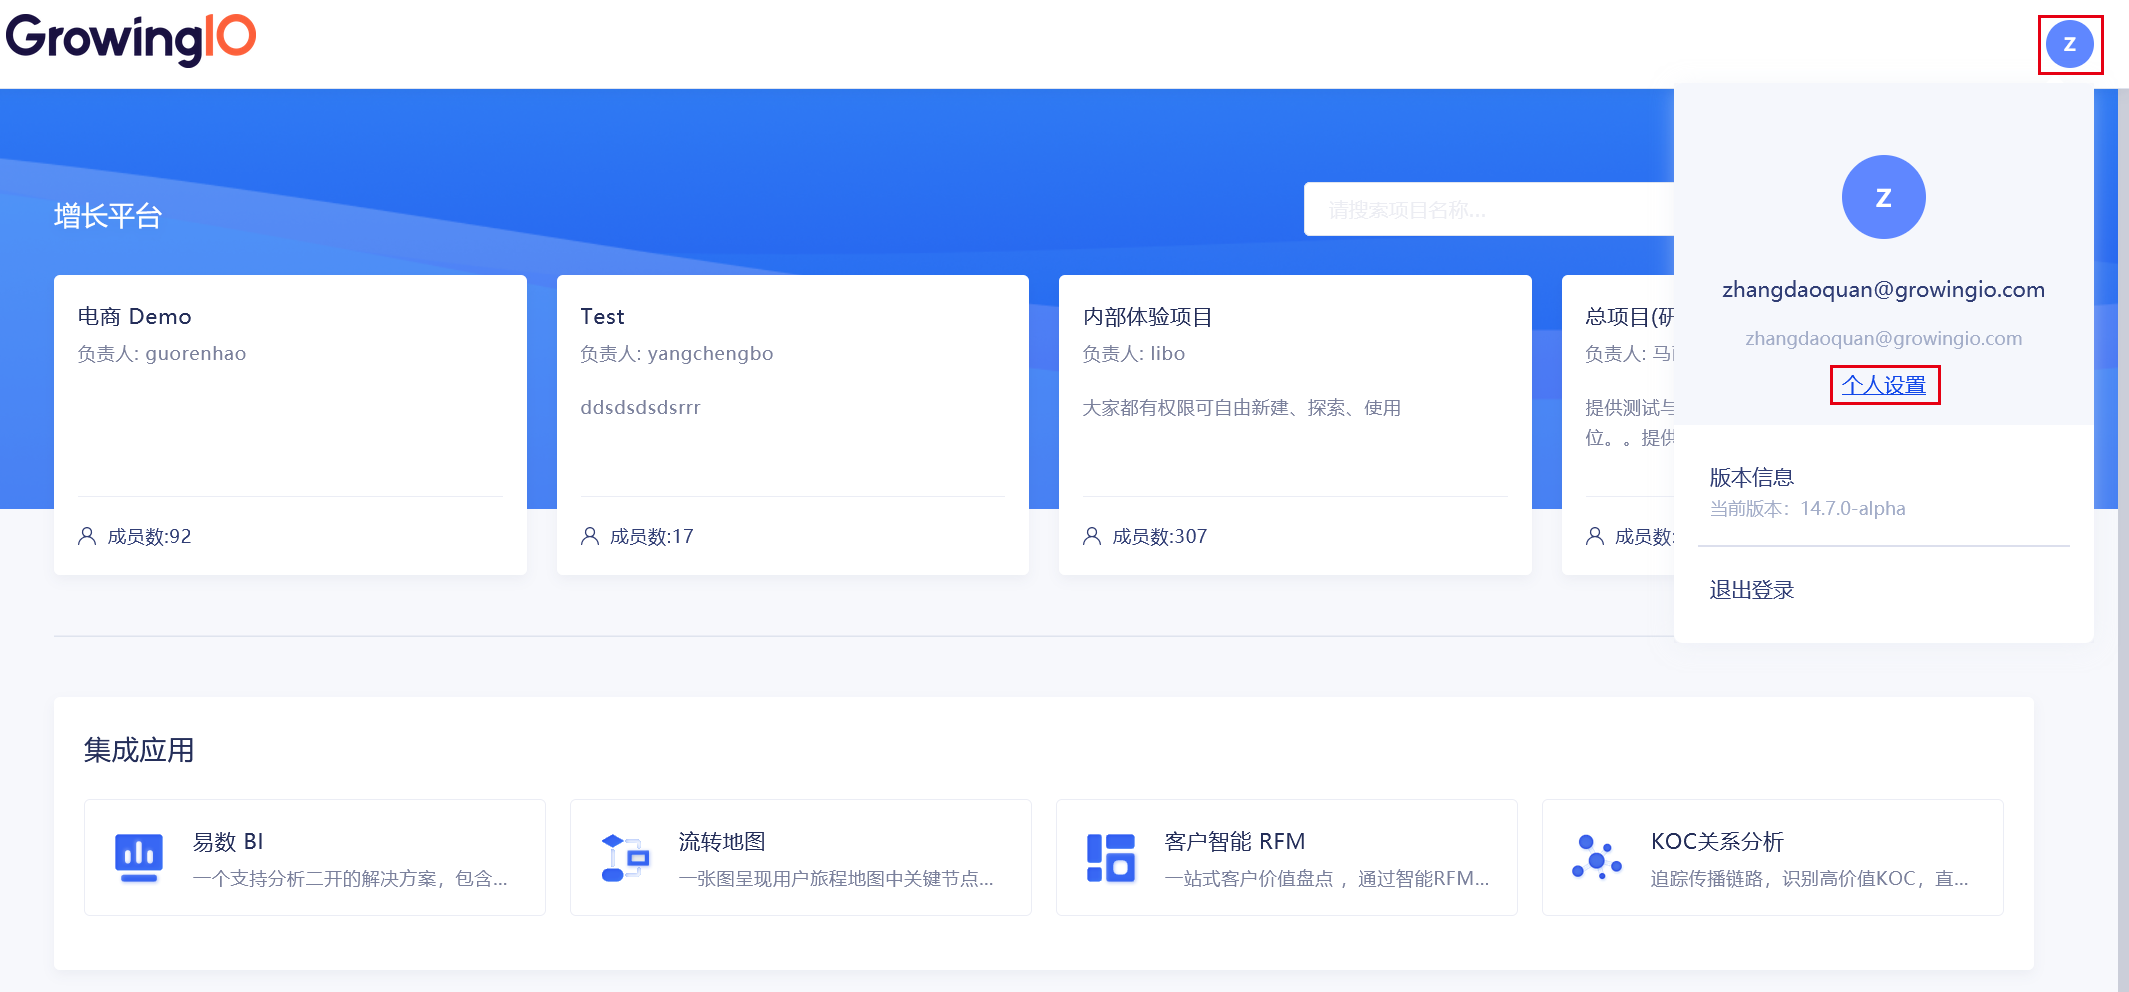 GrowingIO
Z
增长平台
请搜索项目名称...
电商 Demo
负责人: guorenhao
成员数:92
Test
负责人: yangchengbo
ddsdsdsdsrrr
成员数:17
内部体验项目
负责人: libo
大家都有权限可自由新建、探索、使用
成员数:307
总项目(研
负责人: 马
提供测试与
位。。提供
成员数:
Z
zhangdaoquan@growingio.com
zhangdaoquan@growingio.com
个人设置
版本信息
当前版本：14.7.0-alpha
退出登录
集成应用
易数 BI
一个支持分析二开的解决方案，包含...
流转地图
一张图呈现用户旅程地图中关键节点...
客户智能 RFM
一站式客户价值盘点 ，通过智能RFM...
KOC关系分析
追踪传播链路，识别高价值KOC，直...